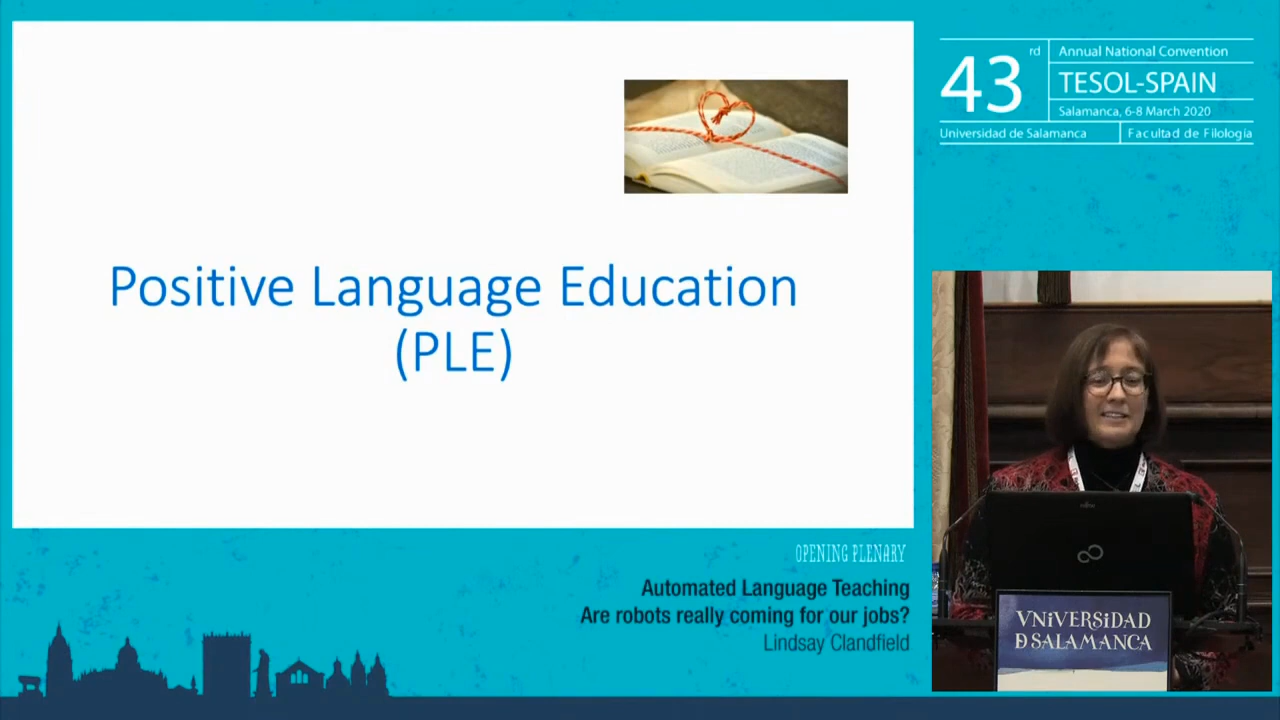 Positive Language Education
(PLE)
43
rd
Annual National Convention
TESOL-SPAIN
Salamanca, 6-8 March 2020
Universidad de Salamanca
Facultad de Filología
OPENING PLENARY
Automated Language Teaching
Are robots really coming for our jobs?
Lindsay Clandfield
VNiVERSiDAD
Ð SALAMANCA